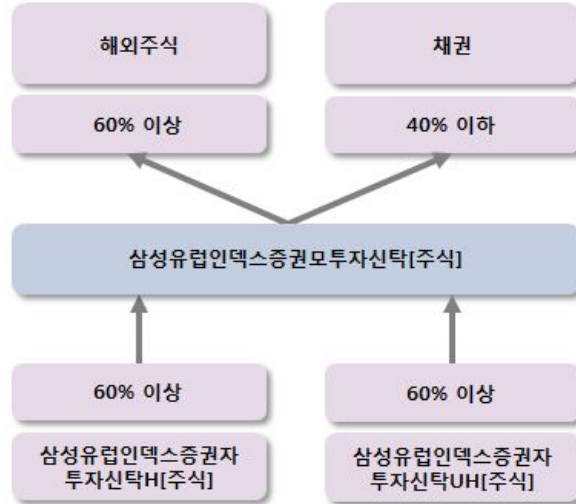 해외주식
채권
60% 이상
40% 이하
삼성유럽인덱스증권모투자신탁[주식]
60% 이상
60% 이상
삼성유럽인덱스증권자
투자신탁H[주식]
삼성유럽인덱스증권자
투자신탁UH[주식]